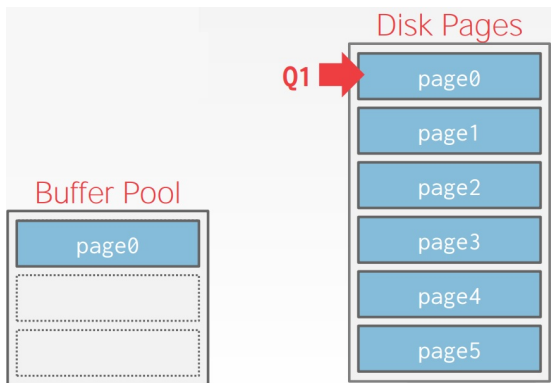 Disk Pages
Q1
page0
page1
page2
page3
page4
page5
Buffer Pool
page0